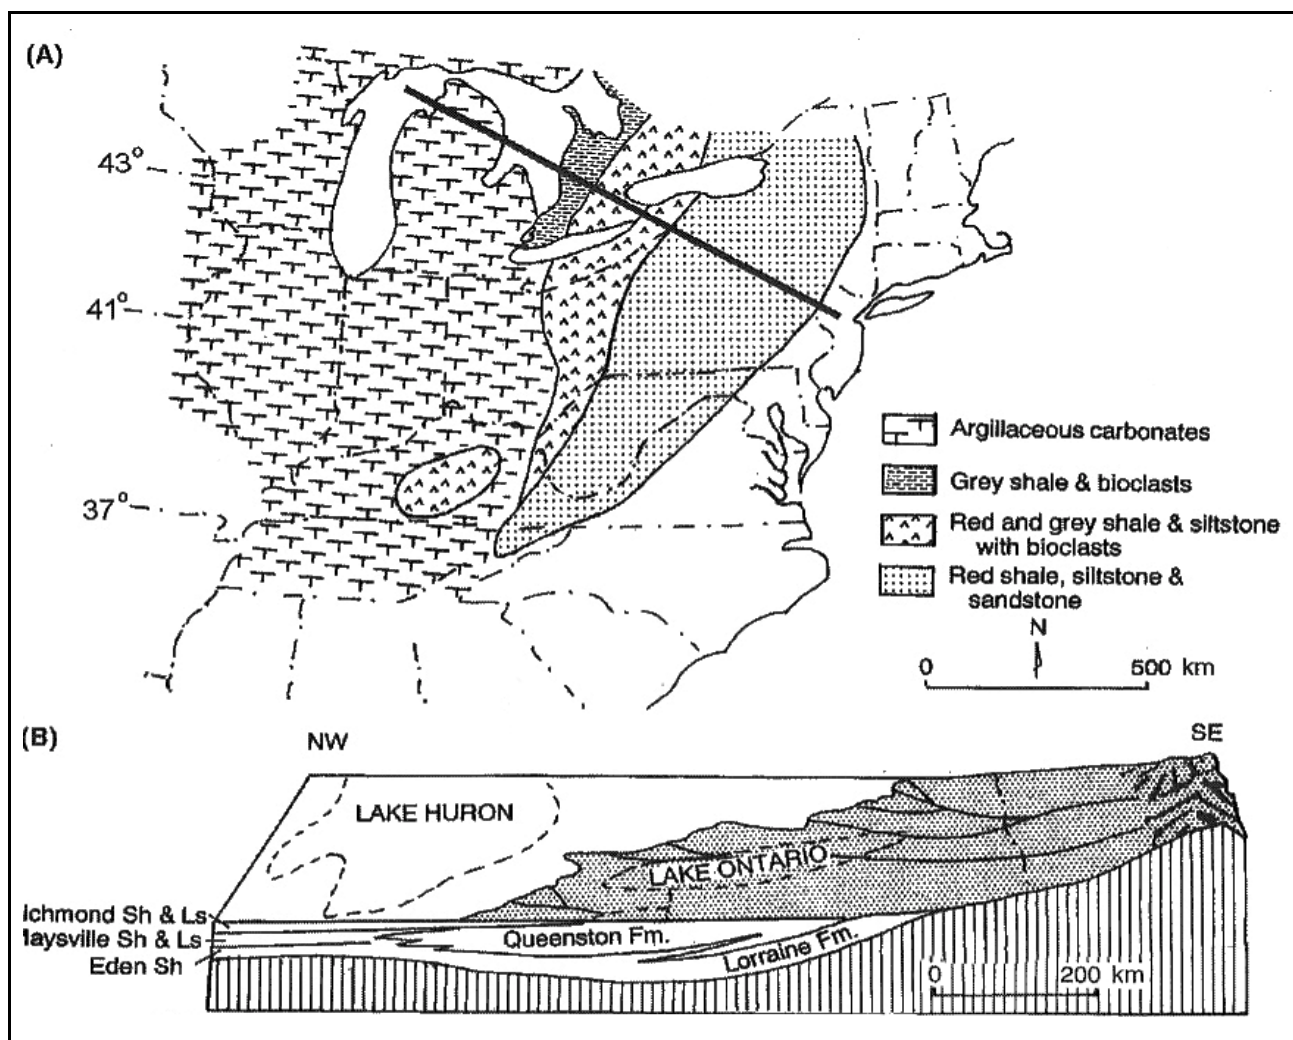 (A)
43°
41°
37°
Argillaceous carbonates
Grey shale & bioclasts
Red and grey shale & siltstone
with bioclasts
Red shale, siltstone &
sandstone
N
0 500 km
(B)
NW
SE
LAKE HURON
LAKE ONTARIO
ichmond Sh & Ls
Maysville Sh & Ls
Eden Sh
Queenston Fm.
Lorraine Fm.
0 200 km